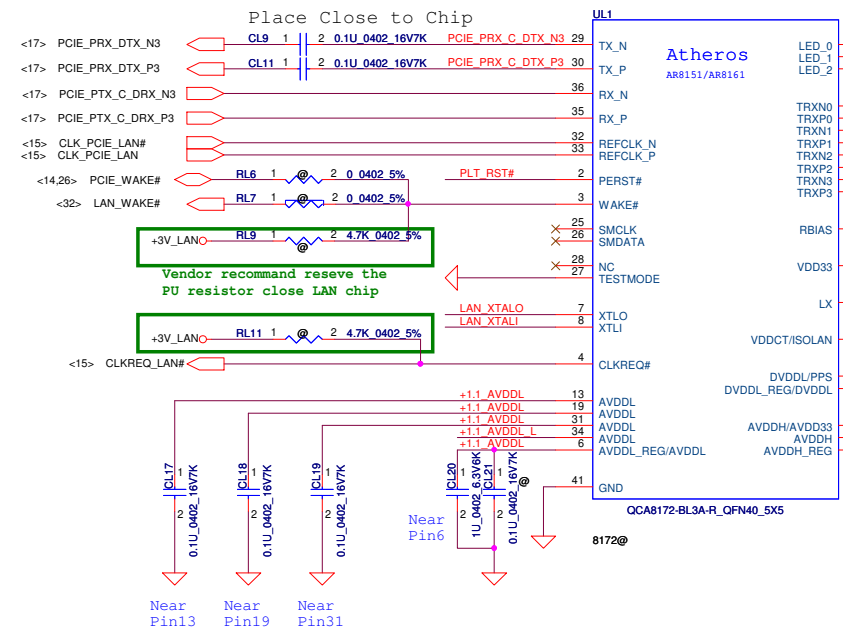 Place Close to Chip
UL1
<17> PCIE_PRX_DTX_N3 CL9 1 2 0.1U_0402_16V7K PCIE_PRX_C_DTX_N3 29 TX_N LED_0
Atheros
LED_1
<17> PCIE_PRX_DTX_P3 CL11 1 2 0.1U_0402_16V7K PCIE_PRX_C_DTX_P3 30 TX_P LED_2
AR8151/AR8161
<17> PCIE_PTX_C_DRX_N3 36 RX_N
TRXN0
<17> PCIE_PTX_C_DRX_P3 35 RX_P TRXP0
TRXN1
<15> CLK_PCIE_LAN# 32 REFCLK_N TRXP1
<15> CLK_PCIE_LAN 33 REFCLK_P TRXN2
TRXP2
<14,26> PCIE_WAKE# RL6 1 @ 2 0_0402_5% PLT_RST# 2 PERST# TRXN3
TRXP3
<32> LAN_WAKE# RL7 1 @ 2 0_0402_5% 3 WAKE#
25 SMCLK RBIAS
+3V_LAN RL9 1 @ 2 4.7K_0402_5% 26 SMDATA
28 NC VDD33
Vendor recommand reseve the
27 TESTMODE
PU resistor close LAN chip
LX
LAN_XTALO 7 XTLO
LAN_XTALI 8 XTLI
+3V_LAN RL11 1 @ 2 4.7K_0402_5% VDDCT/ISOLAN
<15> CLKREQ_LAN# 4 CLKREQ#
DVDDL/PPS
DVDDL_REG/DVDDL
+1.1_AVDDL 13 AVDDL
+1.1_AVDDL 19 AVDDL
+1.1_AVDDL 31 AVDDL AVDDH/AVDD33
+1.1_AVDDL_L 34 AVDDL AVDDH
+1.1_AVDDL 6 AVDDL_REG/AVDDL AVDDH_REG
CL17 1 2 0.1U_0402_16V7K
CL18 1 2 0.1U_0402_16V7K
CL19 1 2 0.1U_0402_16V7K
CL20 1 2 1U_0402_6.3V6K
CL21 1 2 0.1U_0402_16V7K @
41 GND
QCA8172-BL3A-R_QFN40_5X5
Near
Pin6
8172@
Near
Pin13
Near
Pin19
Near
Pin31